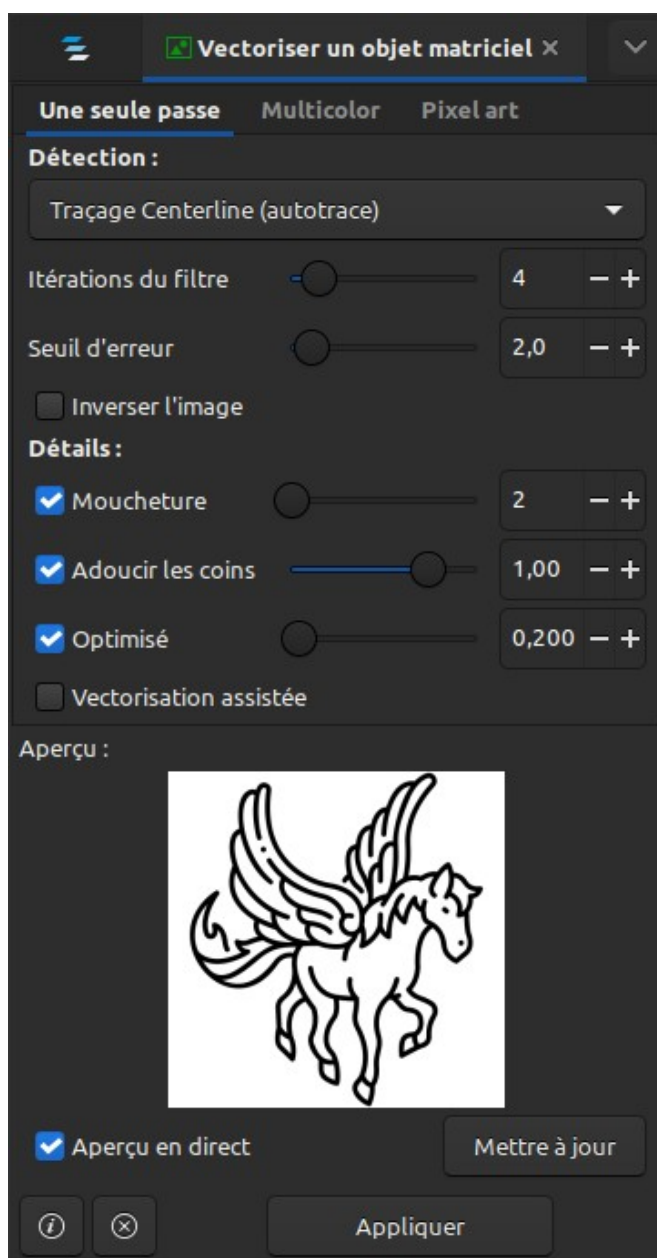 Vectoriser un objet matriciel ×
Une seule passe Multicolor Pixel art
Détection :
Traçage Centerline (autotrace)
Itérations du filtre 4 − +
Seuil d'erreur 2,0 − +
Inverser l'image
Détails :
Moucheture 2 − +
Adoucir les coins 1,00 − +
Optimisé 0,200 − +
Vectorisation assistée
Aperçu :
Aperçu en direct Mettre à jour
Appliquer